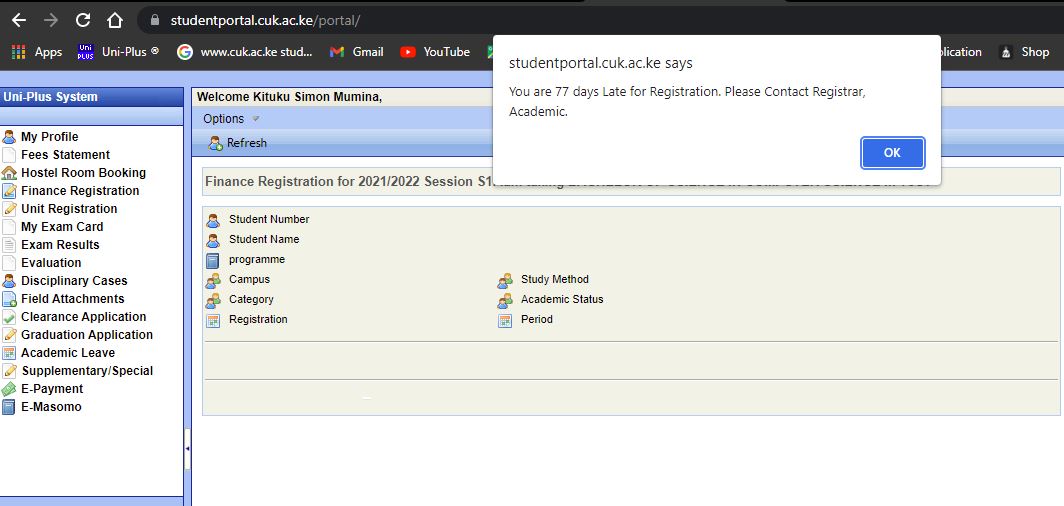 studentportal.cuk.ac.ke/portal/
Apps
Uni PLUS
Uni-Plus ®
www.cuk.ac.ke stud...
Gmail
YouTube
plication
Shop
studentportal.cuk.ac.ke says
You are 77 days Late for Registration. Please Contact Registrar,
Academic.
OK
Uni-Plus System
My Profile
Fees Statement
Hostel Room Booking
Finance Registration
Unit Registration
My Exam Card
Exam Results
Evaluation
Disciplinary Cases
Field Attachments
Clearance Application
Graduation Application
Academic Leave
Supplementary/Special
E-Payment
E-Masomo
Welcome Kituku Simon Mumina,
Options
Refresh
Finance Registration for 2021/2022 Session
Student Number
Student Name
programme
Campus Study Method
Category Academic Status
Registration Period